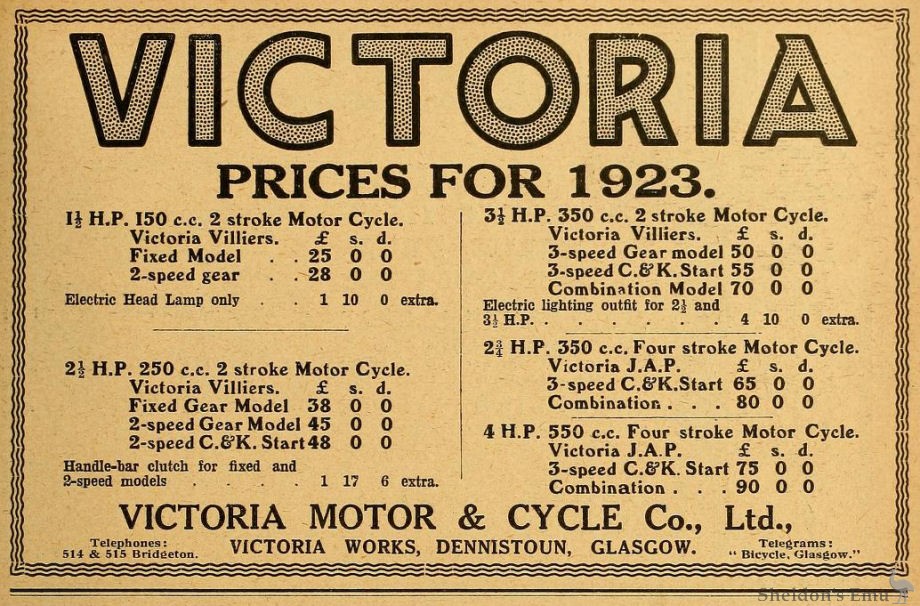 VICTORIA
PRICES FOR 1923.
1½ H.P. 150 c.c. 2 stroke Motor Cycle.
Victoria Villiers. £ s. d.
Fixed Model . . 25 0 0
2-speed gear . 28 0 0
Electric Head Lamp only . . 1 10 0 extra.
2½ H.P. 250 c.c. 2 stroke Motor Cycle.
Victoria Villiers. £ s. d.
Fixed Gear Model 38 0 0
2-speed Gear Model 45 0 0
2-speed C.&K. Start 48 0 0
Handle-bar clutch for fixed and
2-speed models . . . . 1 17 6 extra.
3½ H.P. 350 c.c. 2 stroke Motor Cycle.
Victoria Villiers. £ s. d.
3-speed Gear model 50 0 0
3-speed C.&K. Start 55 0 0
Combination Model 70 0 0
Electric lighting outfit for 2½ and
3½ H.P. . . . . . . 4 10 0 extra.
2¾ H.P. 350 c.c. Four stroke Motor Cycle.
Victoria J.A.P. £ s. d.
3-speed C.&K. Start 65 0 0
Combination . . . 80 0 0
4 H.P. 550 c.c. Four stroke Motor Cycle.
Victoria J.A.P. £ s. d.
3-speed C.&K. Start 75 0 0
Combination . . . 90 0 0
VICTORIA MOTOR & CYCLE Co., Ltd.,
Telephones:
514 & 515 Bridgeton.
VICTORIA WORKS, DENNISTOUN, GLASGOW.
Telegrams:
"Bicycle, Glasgow."
Sheldon's Emu